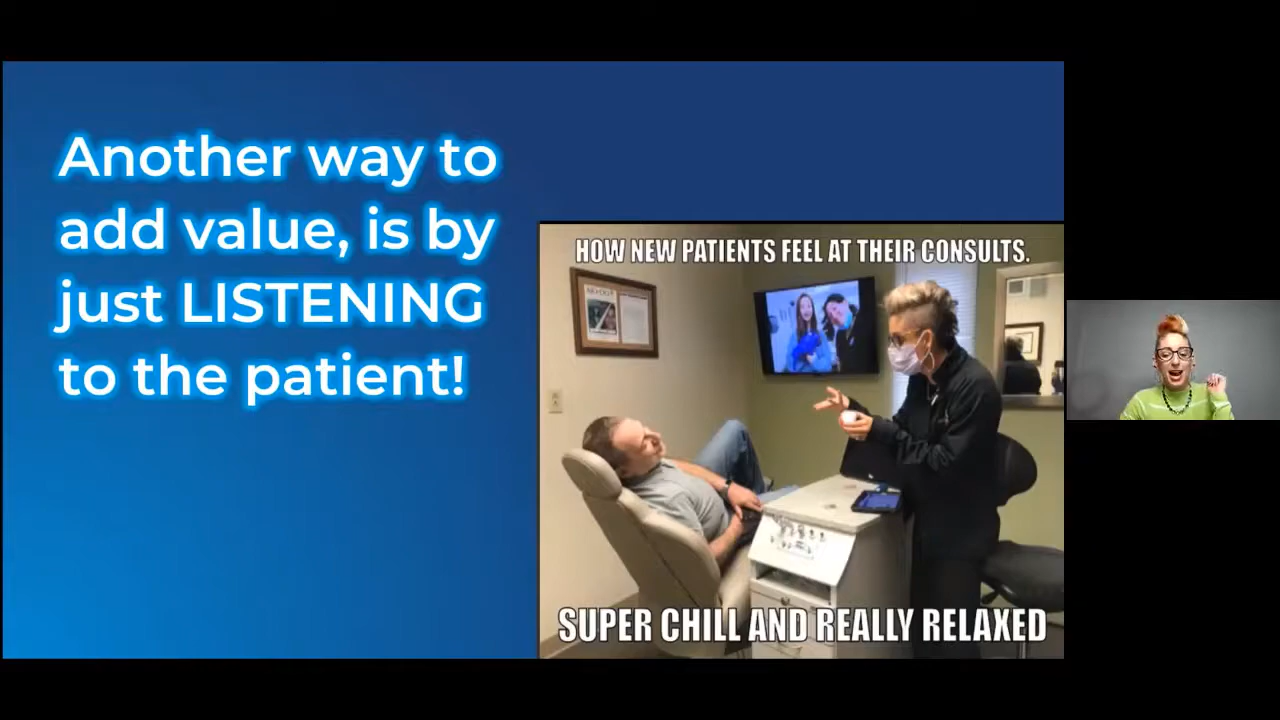 Another way to
add value, is by
just LISTENING
to the patient!
HOW NEW PATIENTS FEEL AT THEIR CONSULTS.
SUPER CHILL AND REALLY RELAXED